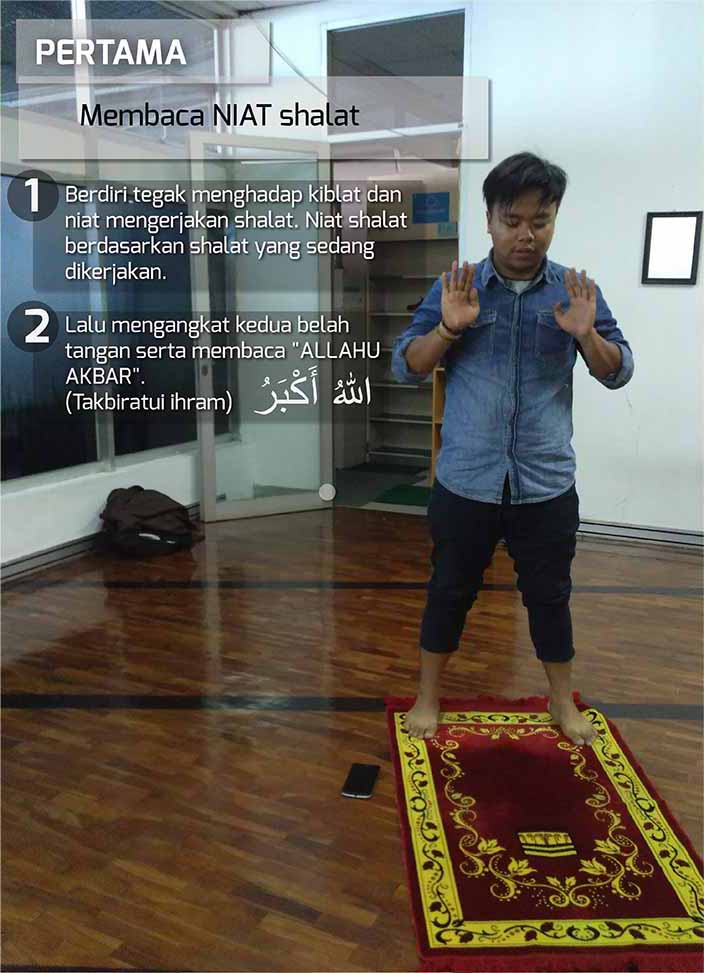 PERTAMA
Membaca NIAT shalat
1
Berdiri tegak menghadap kiblat dan
niat mengerjakan shalat. Niat shalat
berdasarkan shalat yang sedang
dikerjakan.
2
Lalu mengangkat kedua belah
tangan serta membaca "ALLAHU
AKBAR".
(Takbiratui ihram) اللهُ أَكْبَرُ